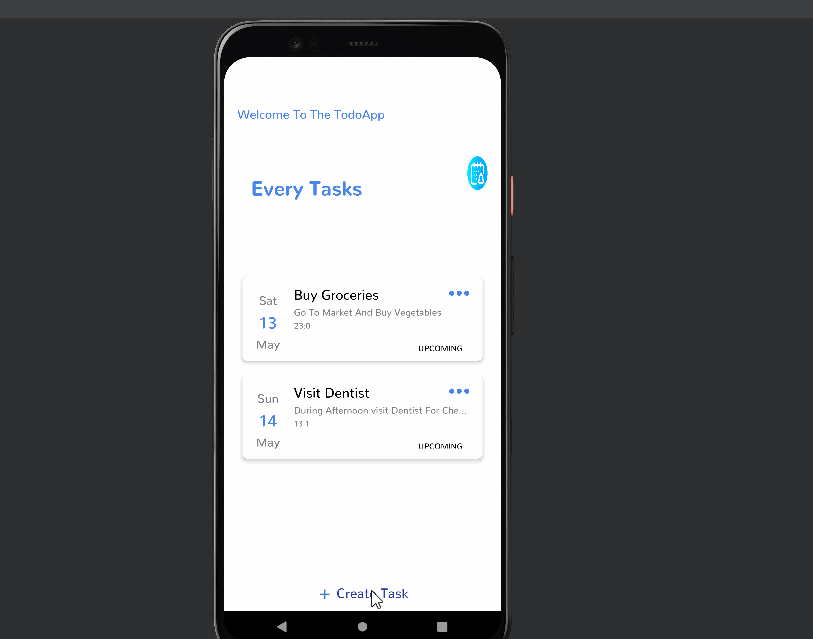 Welcome To The TodoApp
Every Tasks
Sat
13
May
Buy Groceries
Go To Market And Buy Vegetables
23:0
UPCOMING
Sun
14
May
Visit Dentist
During Afternoon visit Dentist For Che...
13:1
UPCOMING
+ Create Task